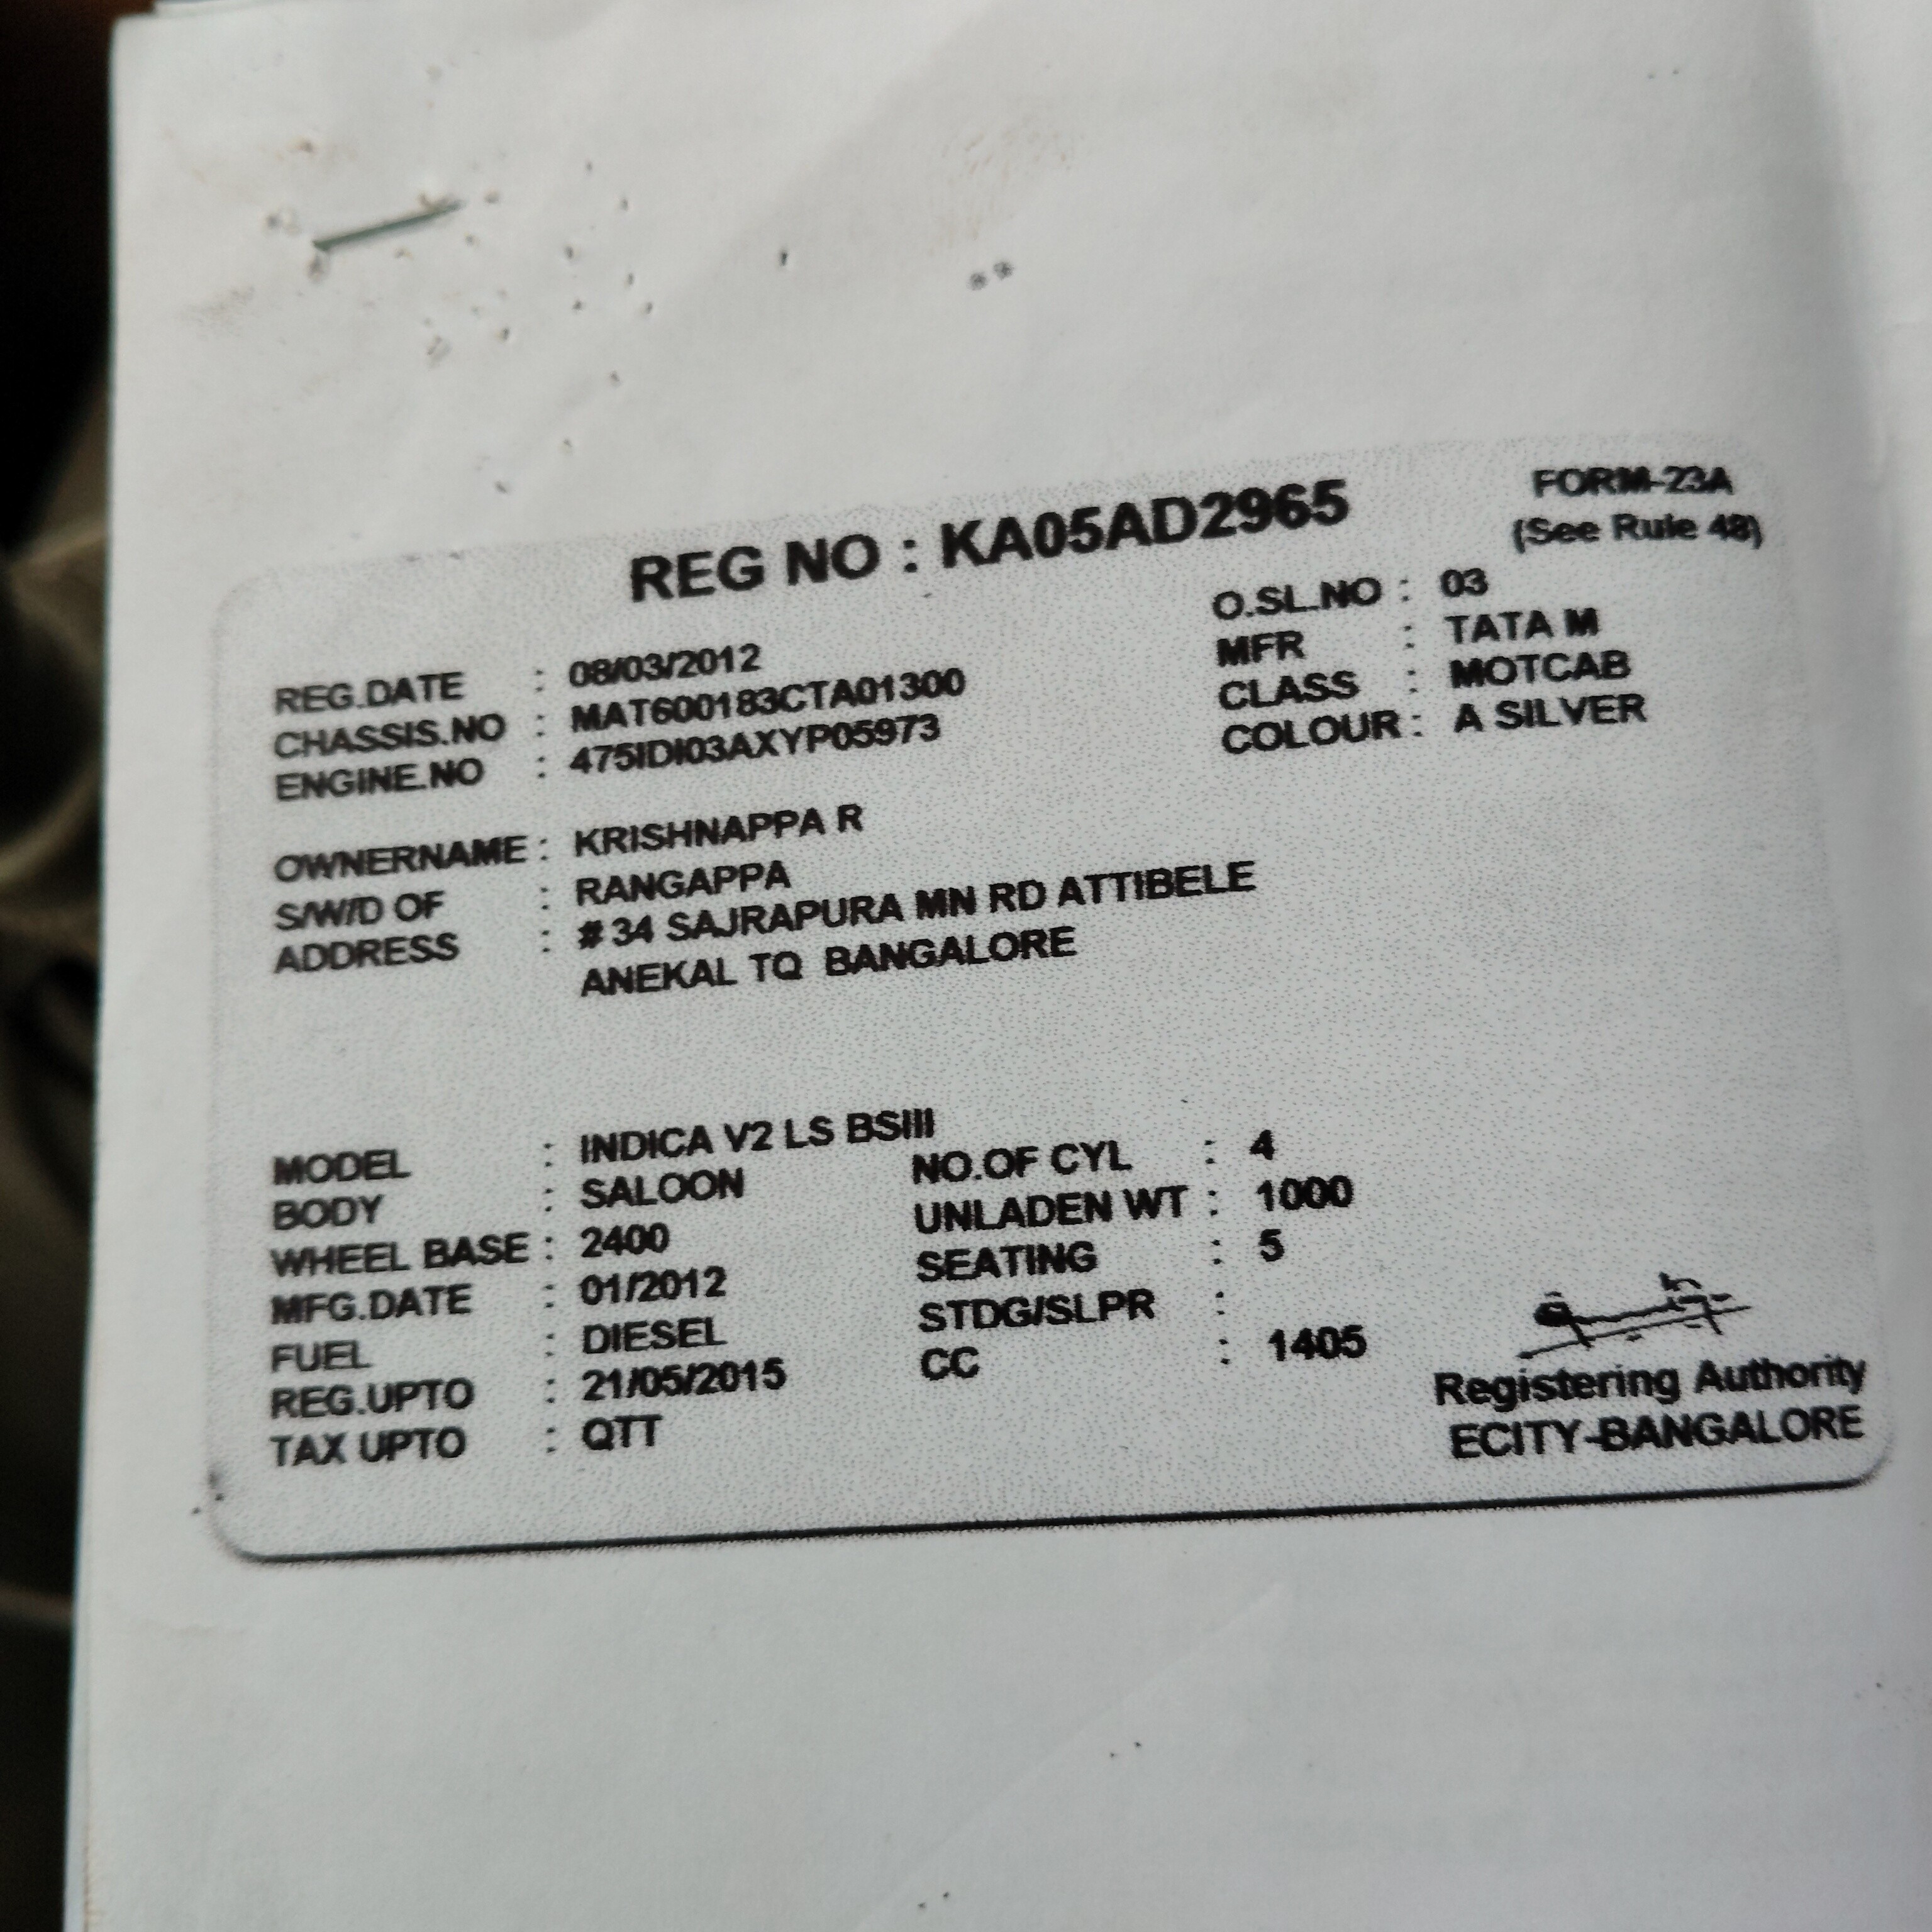 REG NO : KA05AD2965
FORM-23A
(See Rule 48)
REG.DATE : 08/03/2012
CHASSIS.NO : MAT600183CTA01300
ENGINE.NO : 475IDI03AXYP05973
O.SL.NO : 03
MFR : TATA M
CLASS : MOTCAB
COLOUR : A SILVER
OWNERNAME : KRISHNAPPA R
S/W/D OF : RANGAPPA
ADDRESS : # 34 SAJRAPURA MN RD ATTIBELE
ANEKAL TQ BANGALORE
MODEL : INDICA V2 LS BSIII
BODY : SALOON
WHEEL BASE : 2400
MFG.DATE : 01/2012
FUEL : DIESEL
REG.UPTO : 21/05/2015
TAX UPTO : QTT
NO.OF CYL : 4
UNLADEN WT : 1000
SEATING : 5
STDG/SLPR :
CC : 1405
Registering Authority
ECITY-BANGALORE